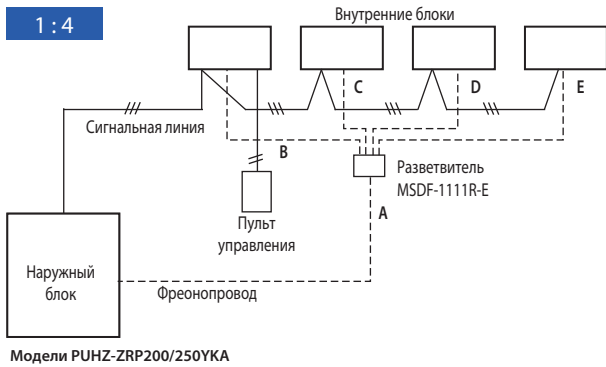 1 : 4
Внутренние блоки
C
D
E
Сигнальная линия
B
Разветвитель
MSDF-1111R-E
A
Пульт
управления
Наружный
блок
Фреонопровод
Модели PUHZ-ZRP200/250YKA